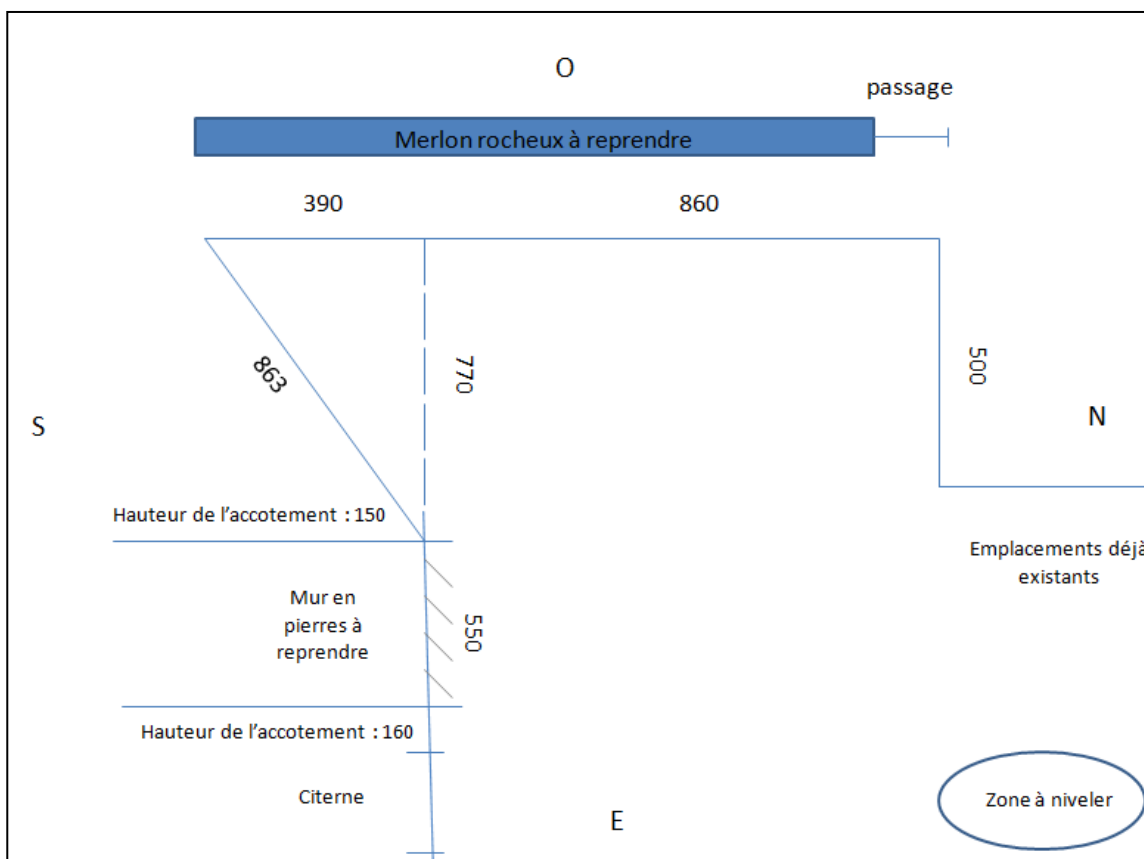 O
passage
Merlon rocheux à reprendre
390
860
863
770
500
S
N
Hauteur de l'accotement : 150
Emplacements déjà
existants
Mur en
pierres à
reprendre
550
Hauteur de l'accotement : 160
Citerne
Zone à niveler
E